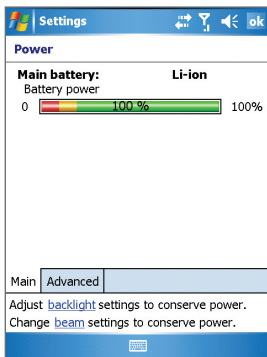 Settings ok
Power
Main battery: Li-ion
Battery power
0 100 % 100%
Main Advanced
Adjust backlight settings to conserve power.
Change beam settings to conserve power.